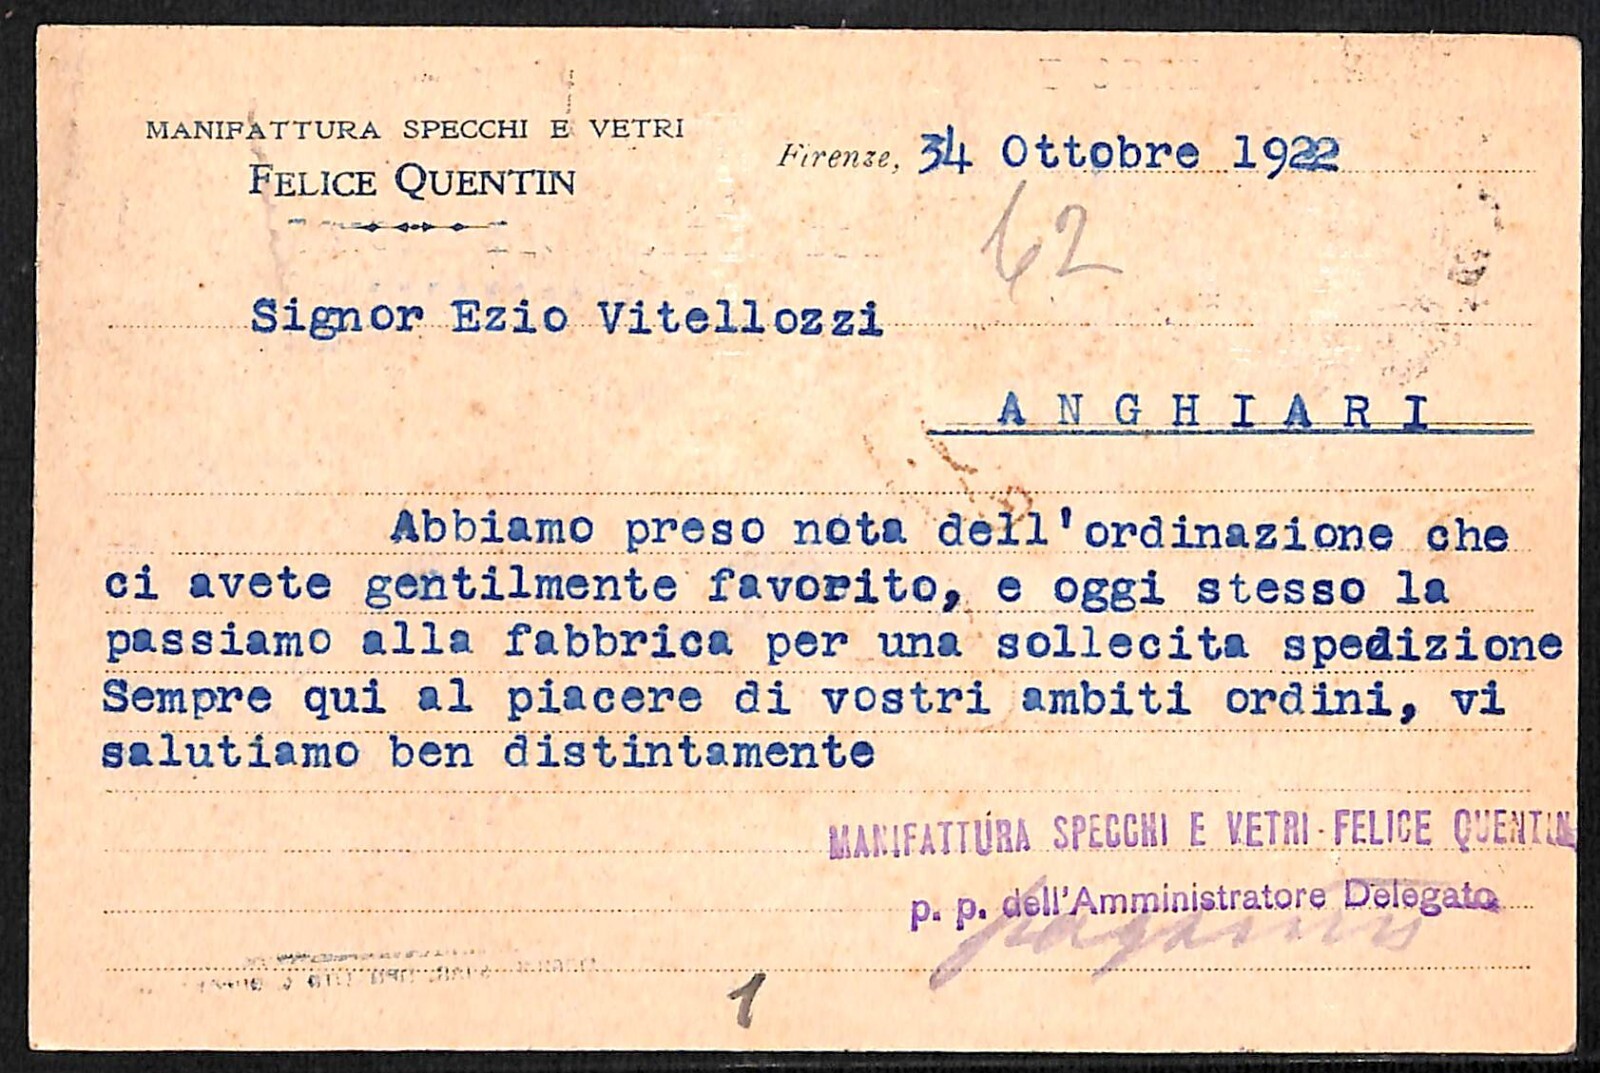 MANIFATTURA SPECCHI E VETRI
FELICE QUENTIN
Firenze, 34 Ottobre 1922
62
Signor Ezio Vitellozzi
ANGHIARI
Abbiamo preso nota dell'ordinazione che
ci avete gentilmente favorito, e oggi stesso la
passiamo alla fabbrica per una sollecita spedizione
Sempre qui al piacere di vostri ambiti ordini, vi
salutiamo ben distintamente
MANIFATTURA SPECCHI E VETRI - FELICE QUENTIN
p. p. dell'Amministratore Delegato
1